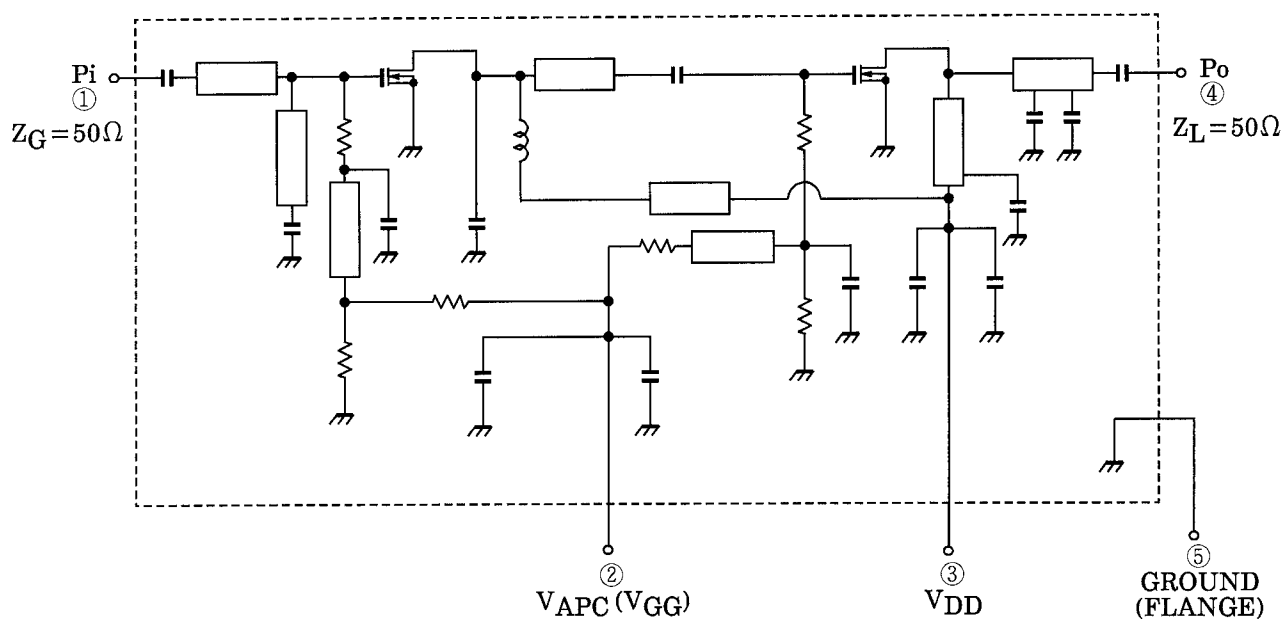 Pi
①
ZG=50Ω
Po
④
ZL=50Ω
②
VAPC(VGG)
③
VDD
⑤
GROUND
(FLANGE)